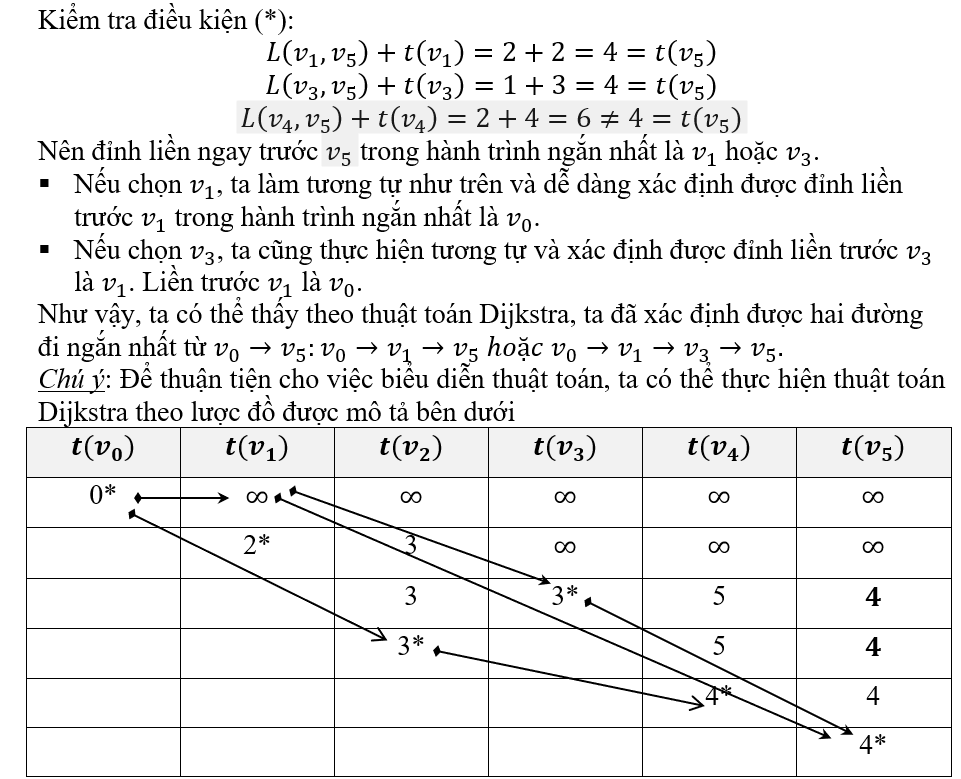 Kiểm tra điều kiện (*):
L(v₁, v₅) + t(v₁) = 2 + 2 = 4 = t(v₅)
L(v₃, v₅) + t(v₃) = 1 + 3 = 4 = t(v₅)
L(v₄, v₅) + t(v₄) = 2 + 4 = 6 ≠ 4 = t(v₅)
Nên đỉnh liền ngay trước v₅ trong hành trình ngắn nhất là v₁ hoặc v₃.
▪ Nếu chọn v₁, ta làm tương tự như trên và dễ dàng xác định được đỉnh liền
trước v₁ trong hành trình ngắn nhất là v₀.
▪ Nếu chọn v₃, ta cũng thực hiện tương tự và xác định được đỉnh liền trước v₃
là v₁. Liền trước v₁ là v₀.
Như vậy, ta có thể thấy theo thuật toán Dijkstra, ta đã xác định được hai đường
đi ngắn nhất từ v₀ → v₅: v₀ → v₁ → v₅ hoặc v₀ → v₁ → v₃ → v₅.
Chú ý: Để thuận tiện cho việc biểu diễn thuật toán, ta có thể thực hiện thuật toán
Dijkstra theo lược đồ được mô tả bên dưới
t(v₀) t(v₁) t(v₂) t(v₃) t(v₄) t(v₅)
0* ∞ ∞ ∞ ∞ ∞
2* 3 ∞ ∞ ∞
3 3* 5 4
3* 5 4
4* 4
4*